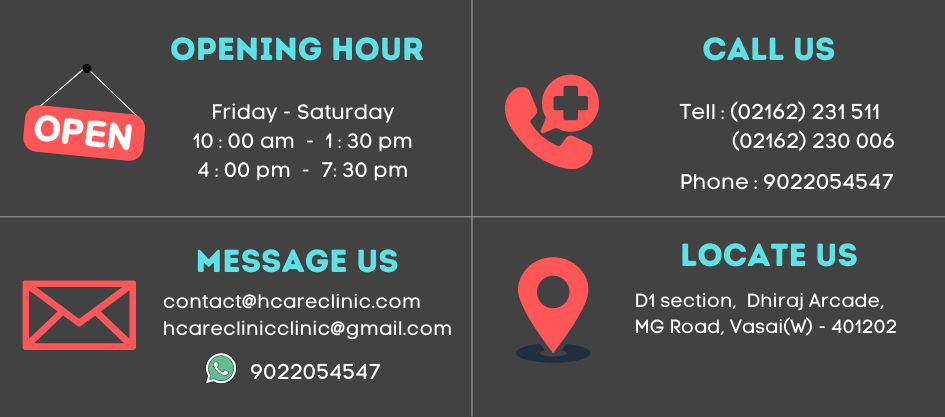 OPENING HOUR
OPEN
Friday - Saturday
10 : 00 am - 1 : 30 pm
4 : 00 pm - 7: 30 pm
CALL US
Tell : (02162) 231 511
(02162) 230 006
Phone : 9022054547
MESSAGE US
contact@hcareclinic.com
hcareclinicclinic@gmail.com
9022054547
LOCATE US
D1 section, Dhiraj Arcade,
MG Road, Vasai(W) - 401202